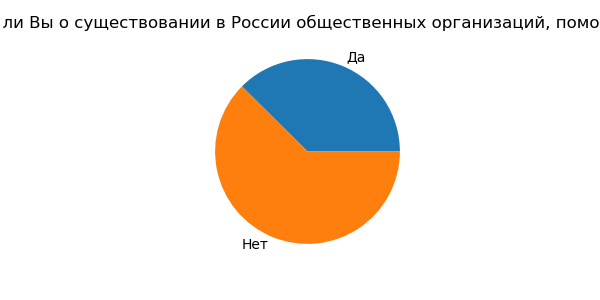 ли Вы о существовании в России общественных организаций, помо
Да
Нет